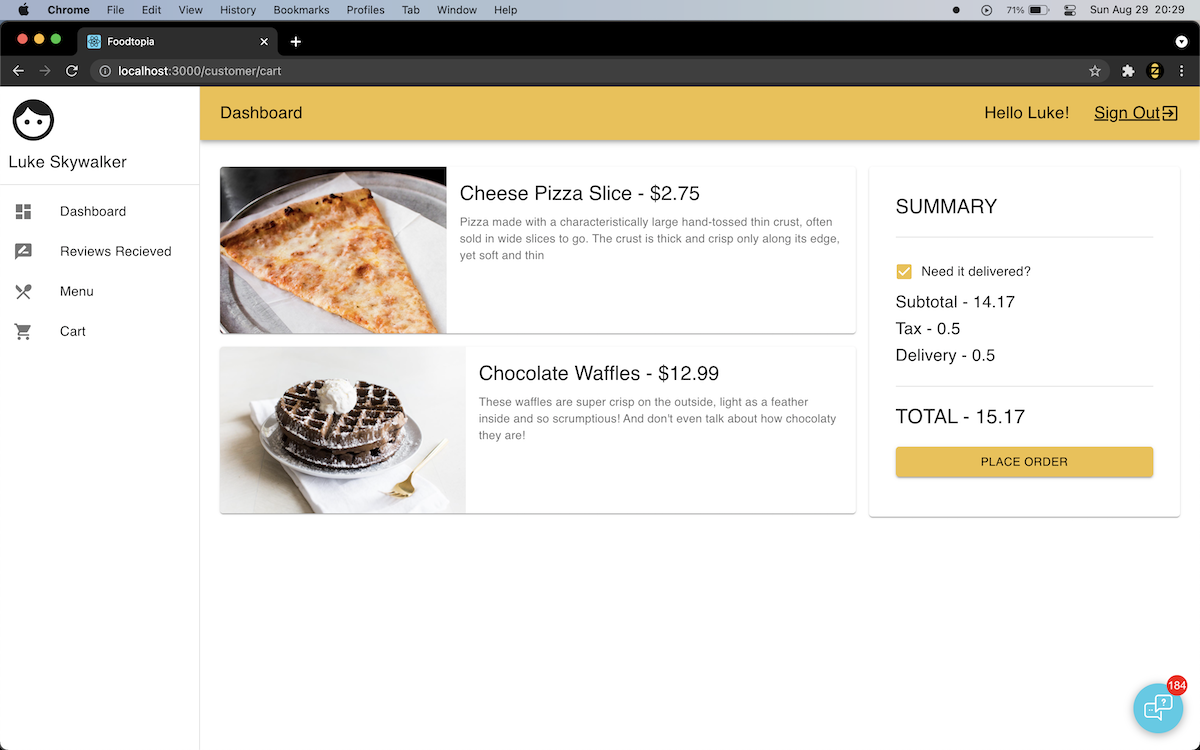 Chrome File Edit View History Bookmarks Profiles Tab Window Help 71% Sun Aug 29 20:29
Foodtopia
localhost:3000/customer/cart
Luke Skywalker
Dashboard
Reviews Recieved
Menu
Cart
Dashboard Hello Luke! Sign Out
Cheese Pizza Slice - $2.75
Pizza made with a characteristically large hand-tossed thin crust, often
sold in wide slices to go. The crust is thick and crisp only along its edge,
yet soft and thin
Chocolate Waffles - $12.99
These waffles are super crisp on the outside, light as a feather
inside and so scrumptious! And don't even talk about how chocolaty
they are!
SUMMARY
Need it delivered?
Subtotal - 14.17
Tax - 0.5
Delivery - 0.5
TOTAL - 15.17
PLACE ORDER
184